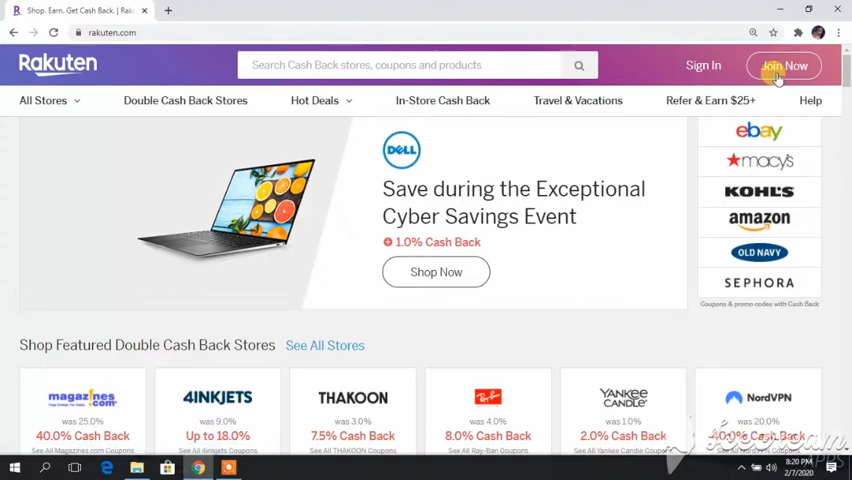 Shop. Earn. Get Cash Back. | Raku
rakuten.com
Rakuten
Search Cash Back stores, coupons and products
Sign In
Join Now
All Stores
Double Cash Back Stores
Hot Deals
In-Store Cash Back
Travel & Vacations
Refer & Earn $25+
Help
DELL
Save during the Exceptional
Cyber Savings Event
1.0% Cash Back
Shop Now
ebay
macy's
KOHL'S
amazon
OLD NAVY
SEPHORA
Coupons & promo codes with Cash Back
Shop Featured Double Cash Back Stores
See All Stores
magazines.com
was 25.0%
40.0% Cash Back
See All Magazines.com Coupons
4INKJETS
was 9.0%
Up to 18.0%
See All 4inkjets Coupons
THAKOON
was 3.0%
7.5% Cash Back
Ray-Ban
was 4.0%
8.0% Cash Back
See All Ray-Ban Coupons
YANKEE
CANDLE
was 1.0%
2.0% Cash Back
See All Yankee Candle Coupons
NordVPN
was 20.0%
40.0% Cash Back
8:20 PM
2/7/2020